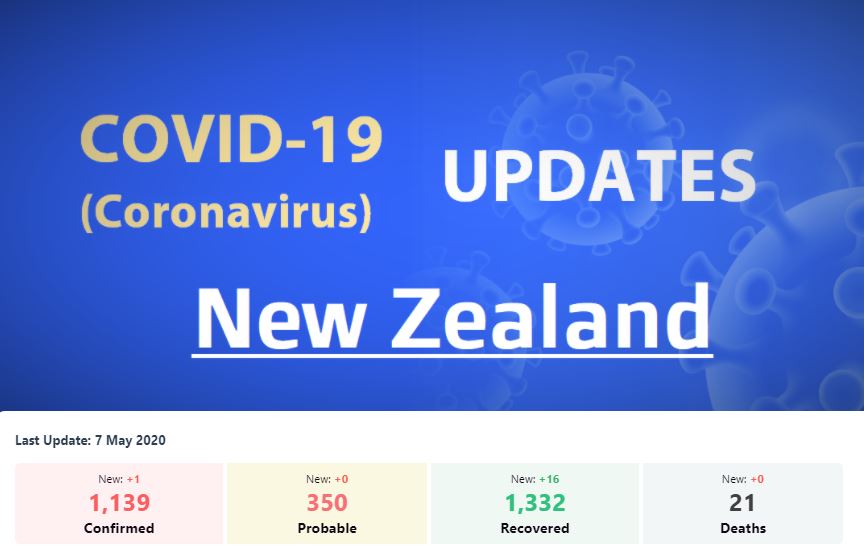 COVID-19
(Coronavirus)
UPDATES
New Zealand
Last Update: 7 May 2020
New: +1
1,139
Confirmed
New: +0
350
Probable
New: +16
1,332
Recovered
New: +0
21
Deaths